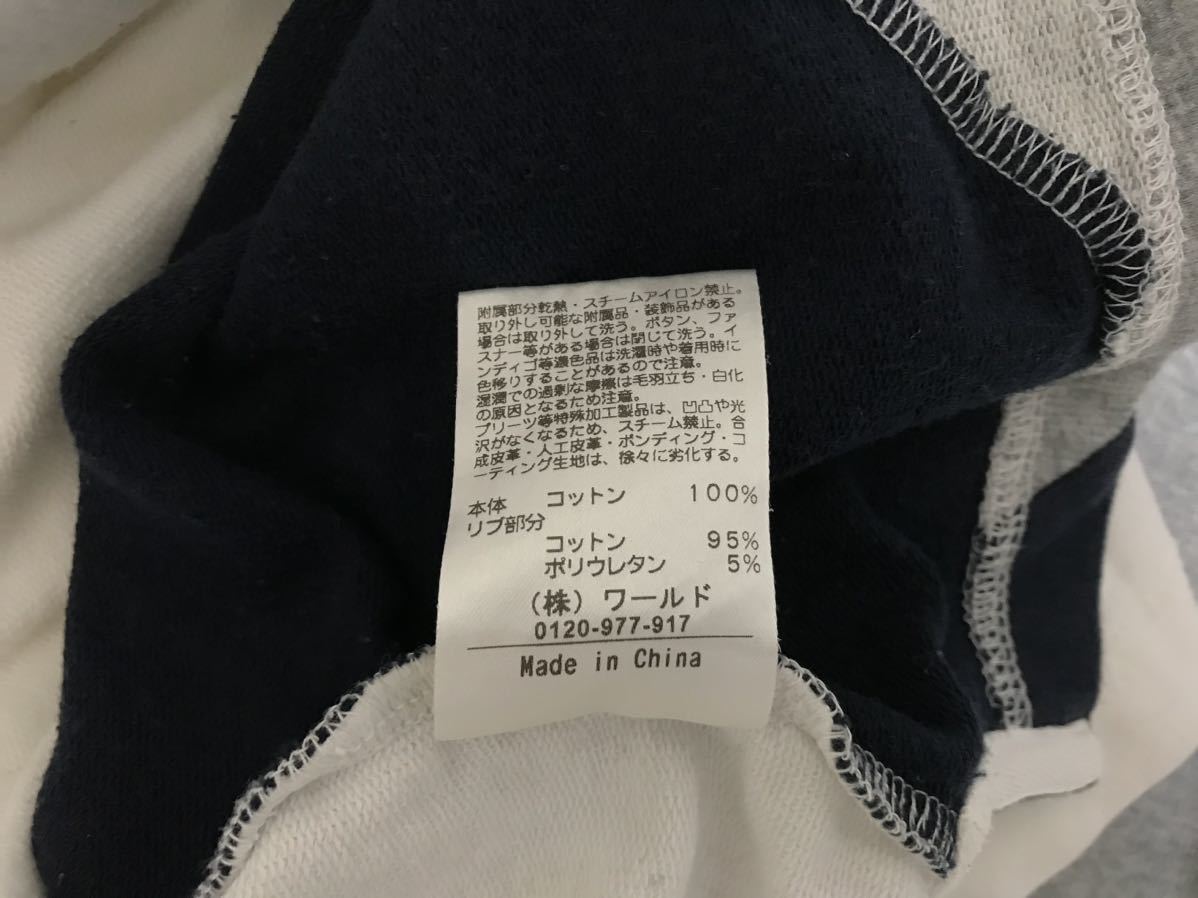 附属部分乾熱・スチームアイロン禁止。
取り外し可能な附属品・装飾品がある
場合は取り外して洗う。ボタン、ファ
スナー等がある場合は閉じて洗う。イ
ンディゴ等濃色品は洗濯時や着用時に
色移りすることがあるので注意。
湿潤での過剰な摩擦は毛羽立ち・白化
の原因となるため注意。
プリーツ等特殊加工製品は、凹凸や光
沢がなくなるため、スチーム禁止。合
成皮革・人工皮革・ボンディング・コ
ーティング生地は、徐々に劣化する。
本体 コットン 100%
リブ部分
コットン 95%
ポリウレタン 5%
(株) ワールド
0120-977-917
Made in China